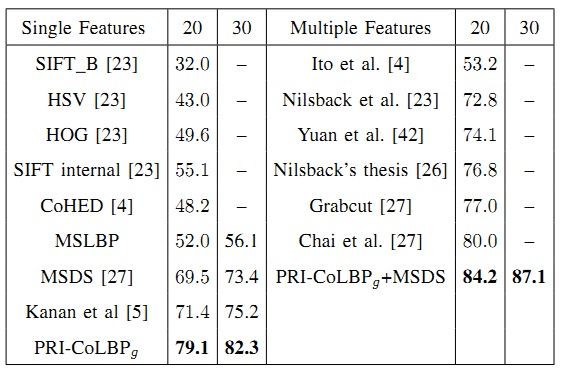 Single Features 20 30 Multiple Features 20 30
SIFT_B [23] 32.0 – Ito et al. [4] 53.2 –
HSV [23] 43.0 – Nilsback et al. [23] 72.8 –
HOG [23] 49.6 – Yuan et al. [42] 74.1 –
SIFT internal [23] 55.1 – Nilsback's thesis [26] 76.8 –
CoHED [4] 48.2 – Grabcut [27] 77.0 –
MSLBP 52.0 56.1 Chai et al. [27] 80.0 –
MSDS [27] 69.5 73.4 PRI-CoLBPg+MSDS 84.2 87.1
Kanan et al [5] 71.4 75.2
PRI-CoLBPg 79.1 82.3